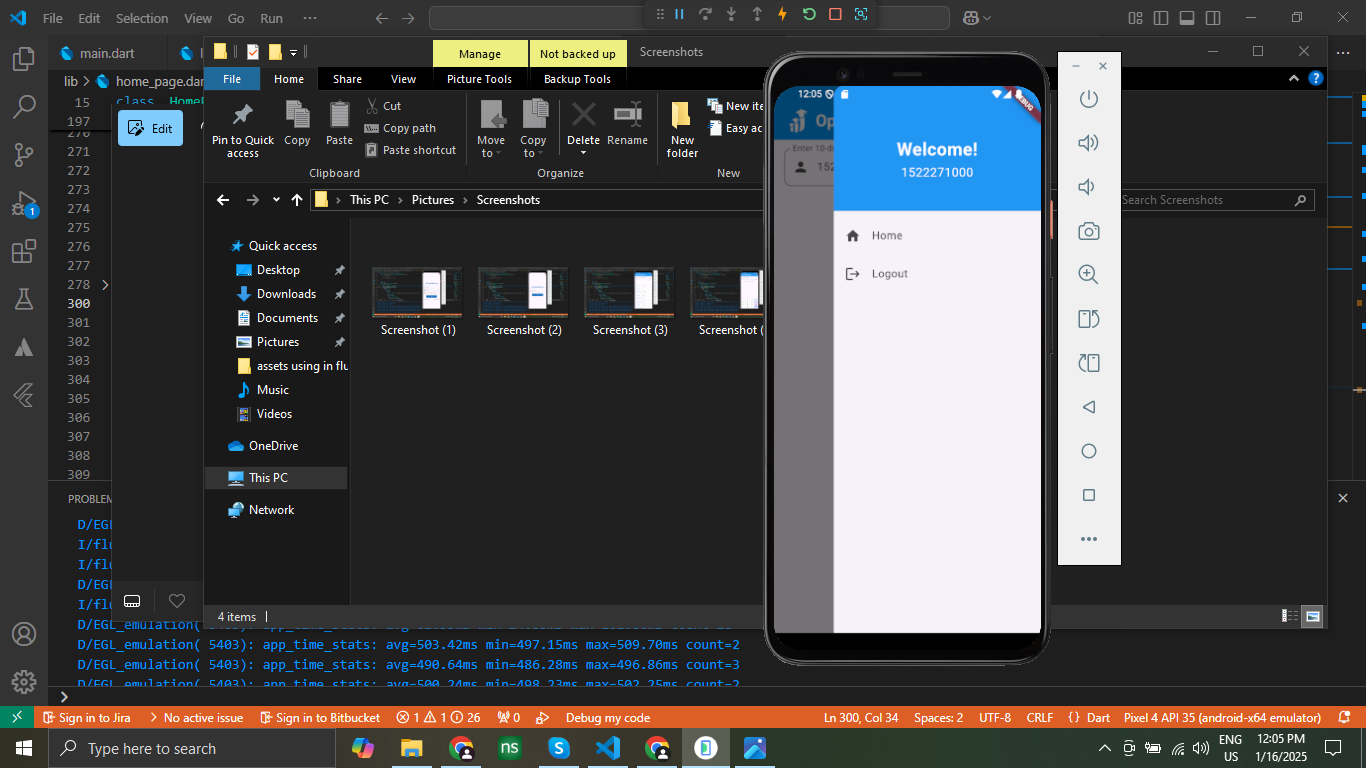 File Edit Selection View Go Run ···
main.dart
lib > home_page.dar
15 class HomeP
197
270
271
272
273
274
275
276
277
278
300
301
302
303
304
305
306
307
308
309
Edit
Manage Not backed up Screenshots
File Home Share View Picture Tools Backup Tools
Pin to Quick access
Copy
Paste
Cut
Copy path
Paste shortcut
Clipboard
Move to
Copy to
Delete
Rename
Organize
New folder
New ite
Easy ac
New
This PC > Pictures > Screenshots
Search Screenshots
Quick access
Desktop
Downloads
Documents
Pictures
assets using in flu
Music
Videos
OneDrive
This PC
Network
Screenshot (1) Screenshot (2) Screenshot (3) Screenshot (
4 items
12:05
DEBUG
Op
Enter 10-di
152
Welcome!
1522271000
Home
Logout
PROBLEM
D/EGL
I/flu
I/flu
D/EGL
I/flu
D/EGL_emulation( 5403): app_time_stats: avg=503.42ms min=497.15ms max=509.70ms count=2
D/EGL_emulation( 5403): app_time_stats: avg=490.64ms min=486.28ms max=496.86ms count=3
D/EGL_emulation( 5403): app_time_stats: avg=500.24ms min=498.23ms max=502.25ms count=2
Sign in to Jira No active issue Sign in to Bitbucket 1 1 26 0 Debug my code Ln 300, Col 34 Spaces: 2 UTF-8 CRLF {} Dart Pixel 4 API 35 (android-x64 emulator)
Type here to search
ns
ENG
US
12:05 PM
1/16/2025